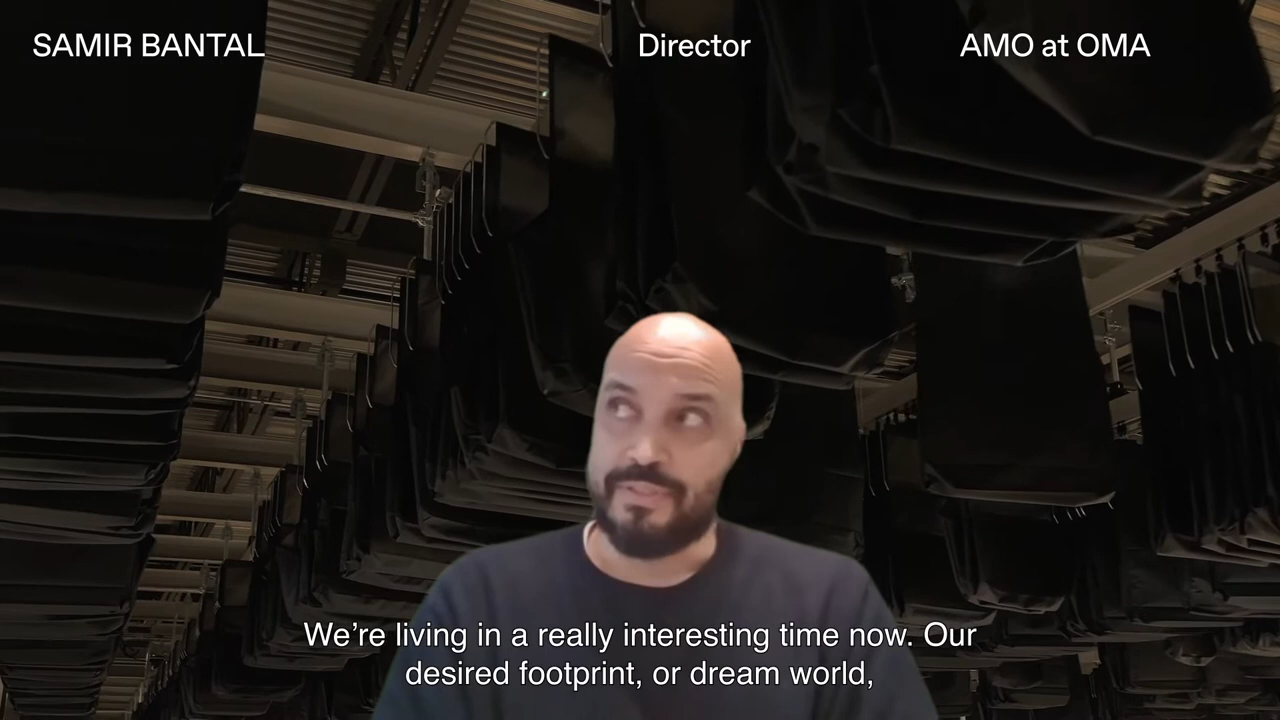 SAMIR BANTAL Director AMO at OMA
We’re living in a really interesting time now. Our
desired footprint, or dream world,